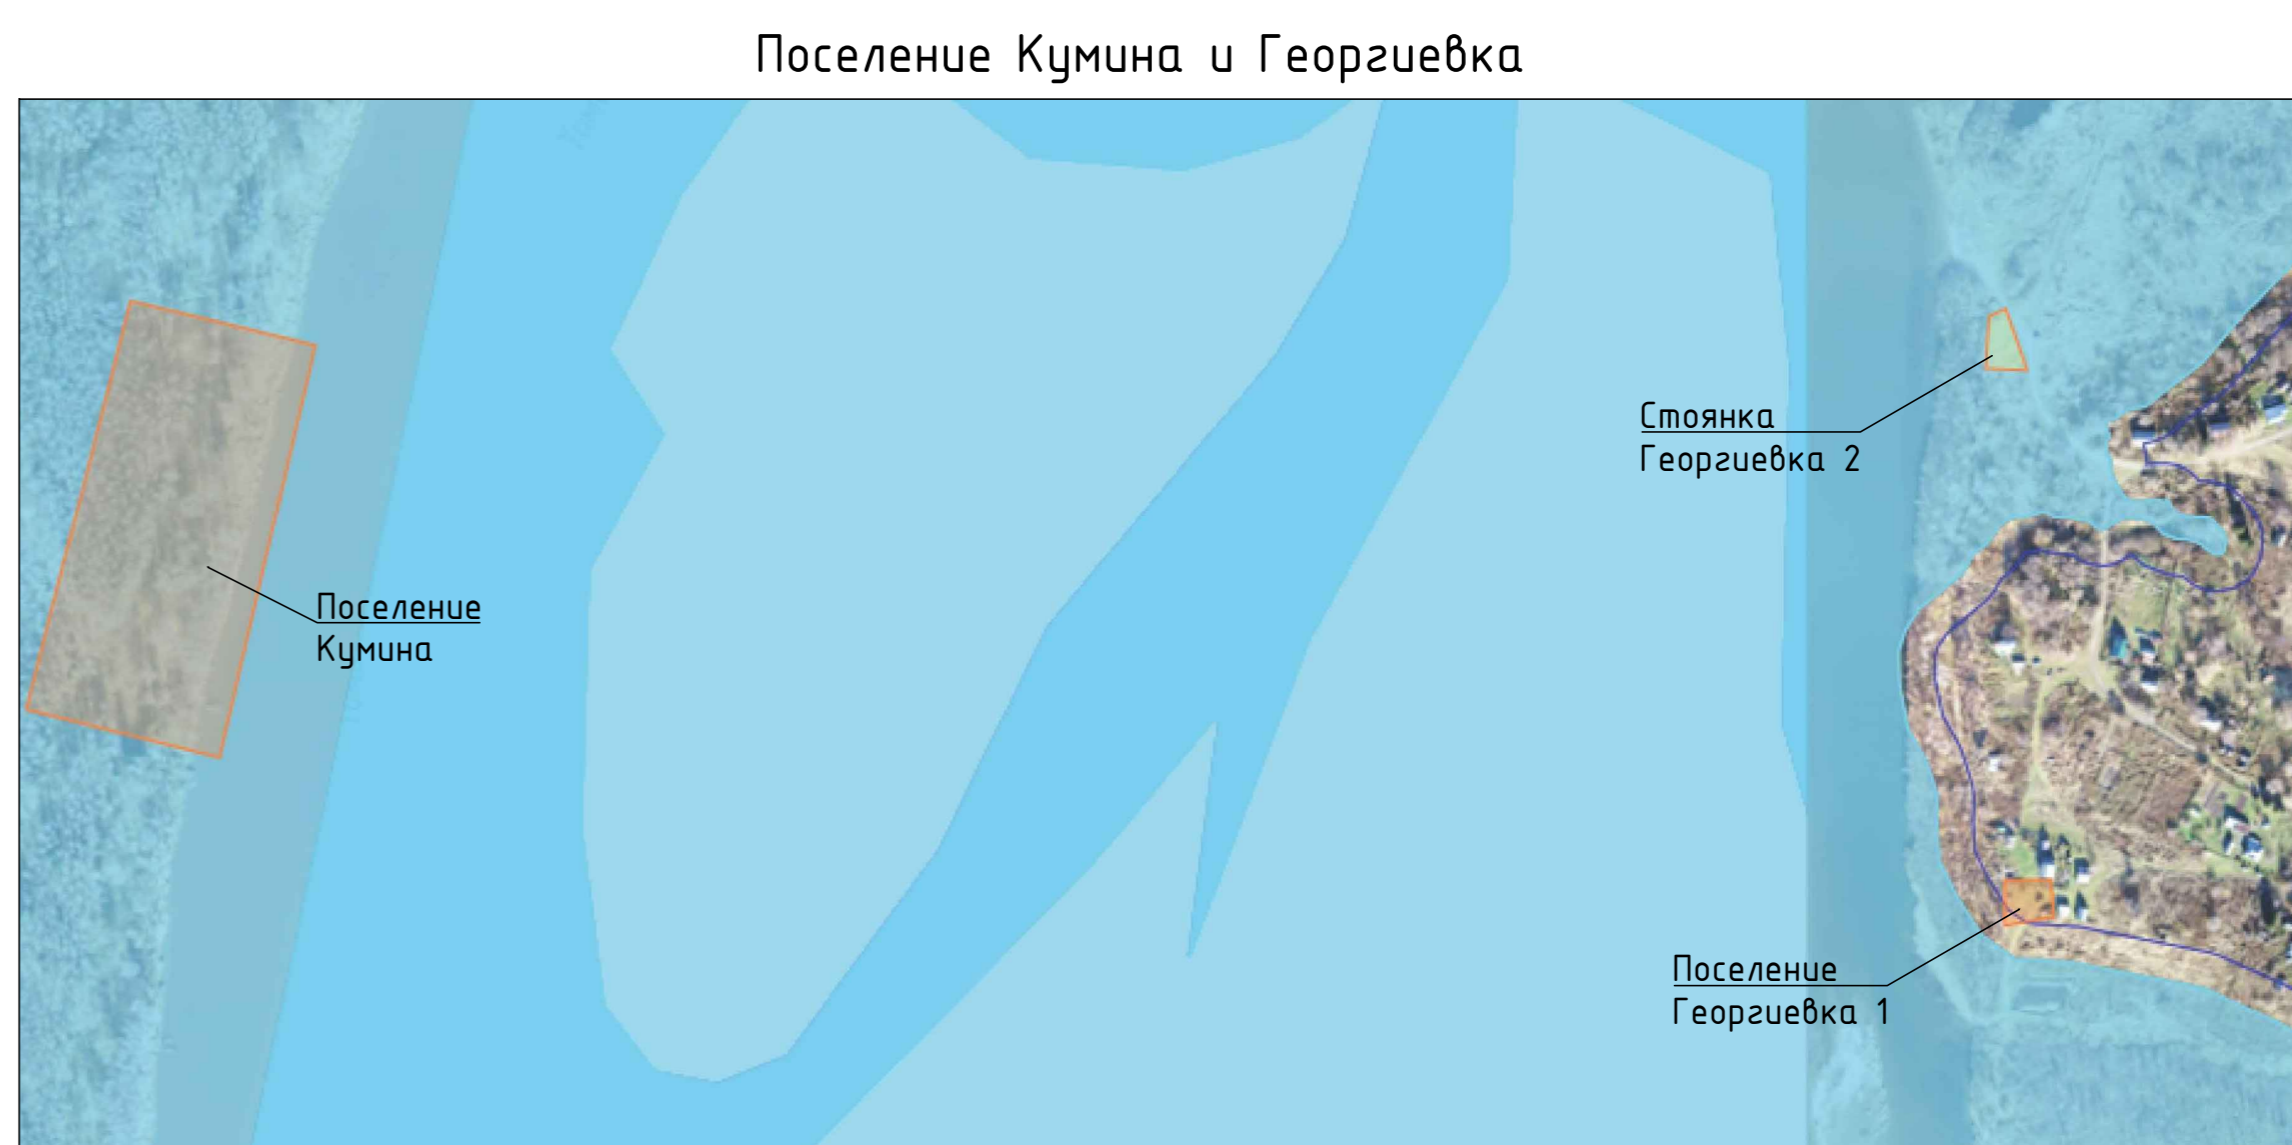 Поселение Кумина и Георгиевка
Стоянка
Георгиевка 2
Поселение
Кумина
Поселение
Георгиевка 1